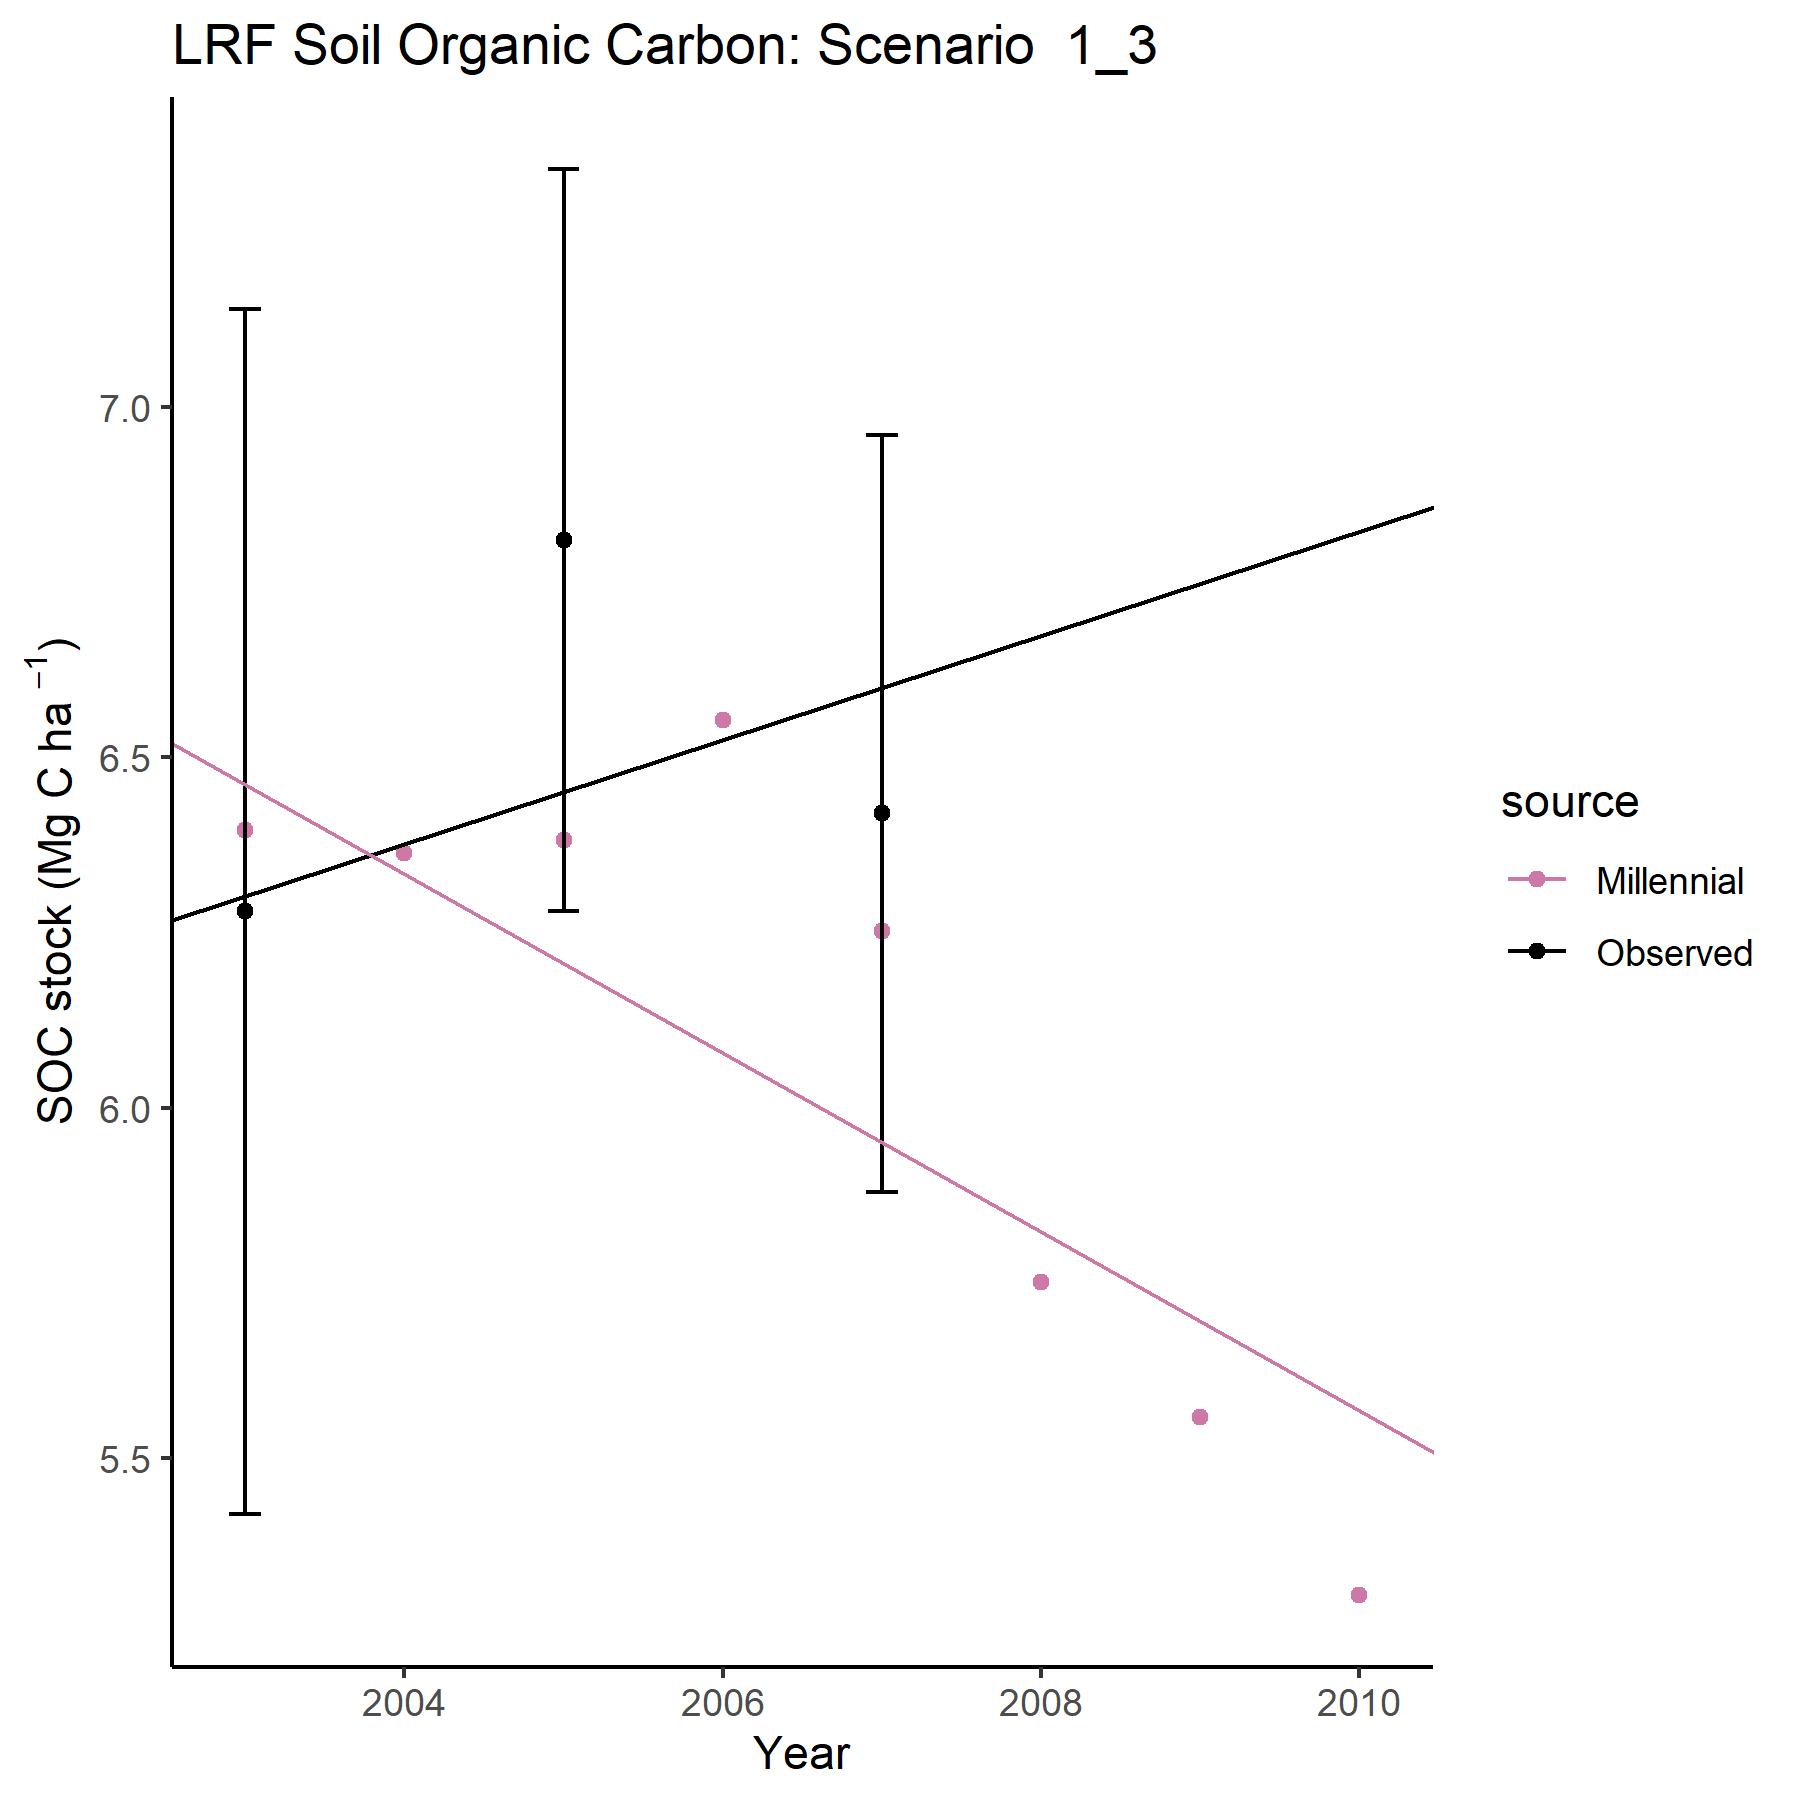 LRF Soil Organic Carbon: Scenario  1_3
SOC stock (Mg C ha ⁻¹)
7.0
6.5
6.0
5.5
2004 2006 2008 2010
Year
source
Millennial
Observed